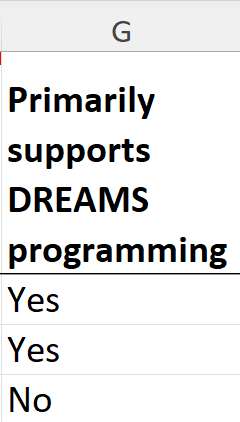 G
Primarily
supports
DREAMS
programming
Yes
Yes
No